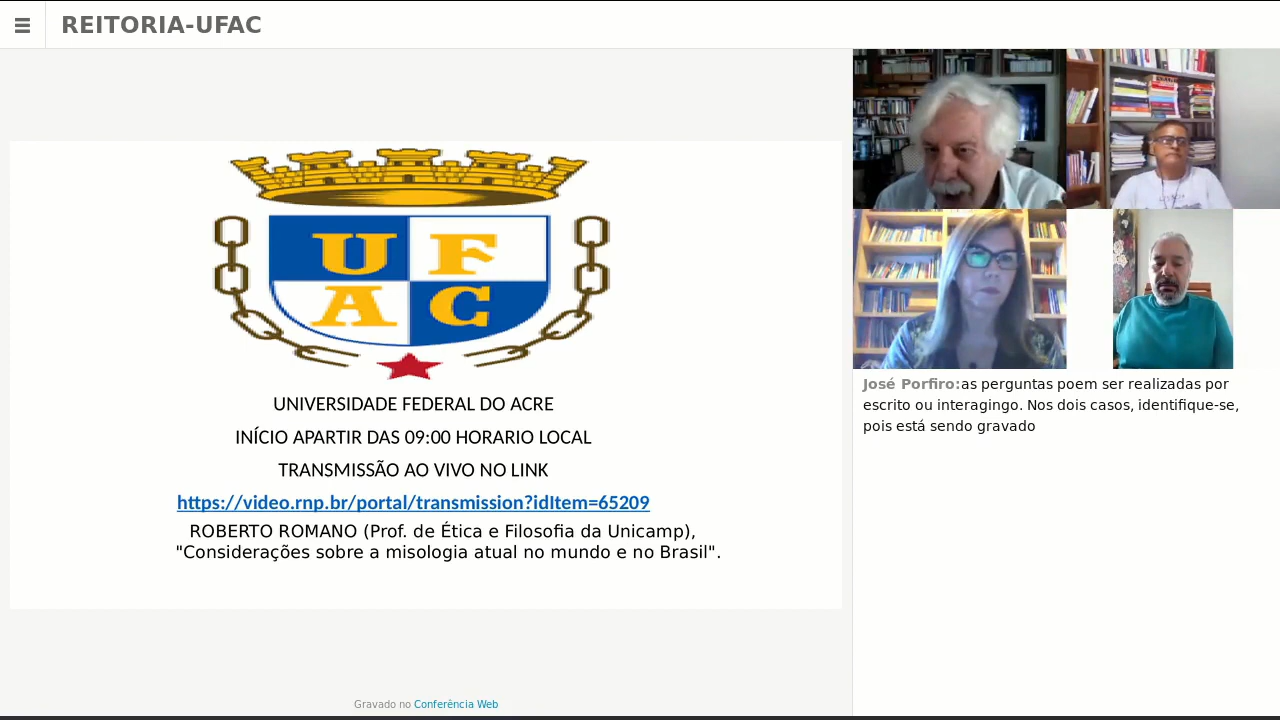 REITORIA-UFAC
U F
A C
UNIVERSIDADE FEDERAL DO ACRE
INÍCIO APARTIR DAS 09:00 HORARIO LOCAL
TRANSMISSÃO AO VIVO NO LINK
https://video.rnp.br/portal/transmission?idItem=65209
ROBERTO ROMANO (Prof. de Ética e Filosofia da Unicamp),
"Considerações sobre a misologia atual no mundo e no Brasil".
José Porfiro:as perguntas poem ser realizadas por
escrito ou interagingo. Nos dois casos, identifique-se,
pois está sendo gravado
Gravado no Conferência Web